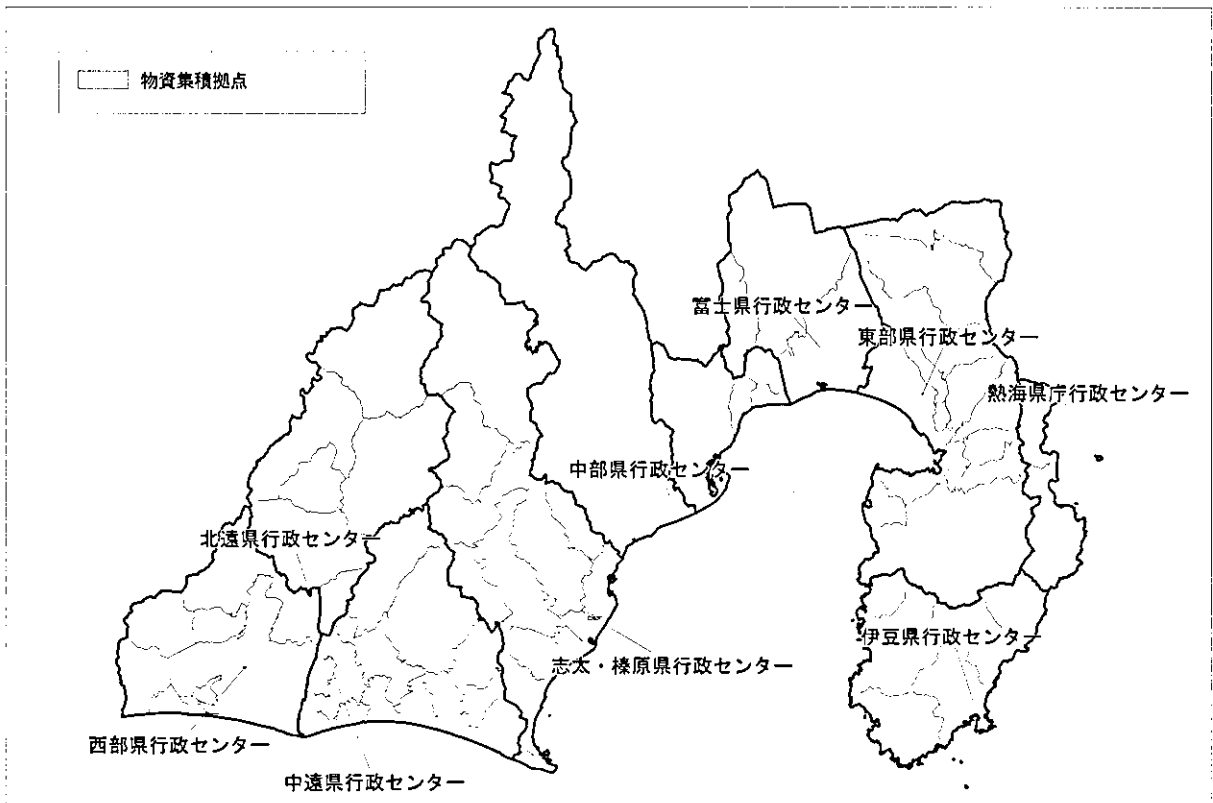 物資集積拠点
富士県行政センター
東部県行政センター
熱海県庁行政センター
中部県行政センター
北遠県行政センター
伊豆県行政センター
志太・榛原県行政センター
西部県行政センター
中遠県行政センター